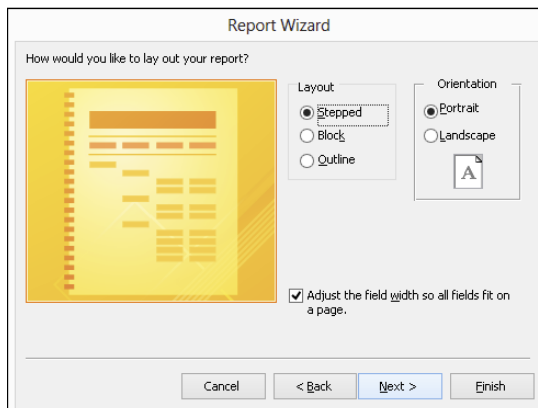 Report Wizard
How would you like to lay out your report?
Layout
Stepped
Block
Outline
Orientation
Portrait
Landscape
A
Adjust the field width so all fields fit on
a page.
Cancel
< Back
Next >
Finish